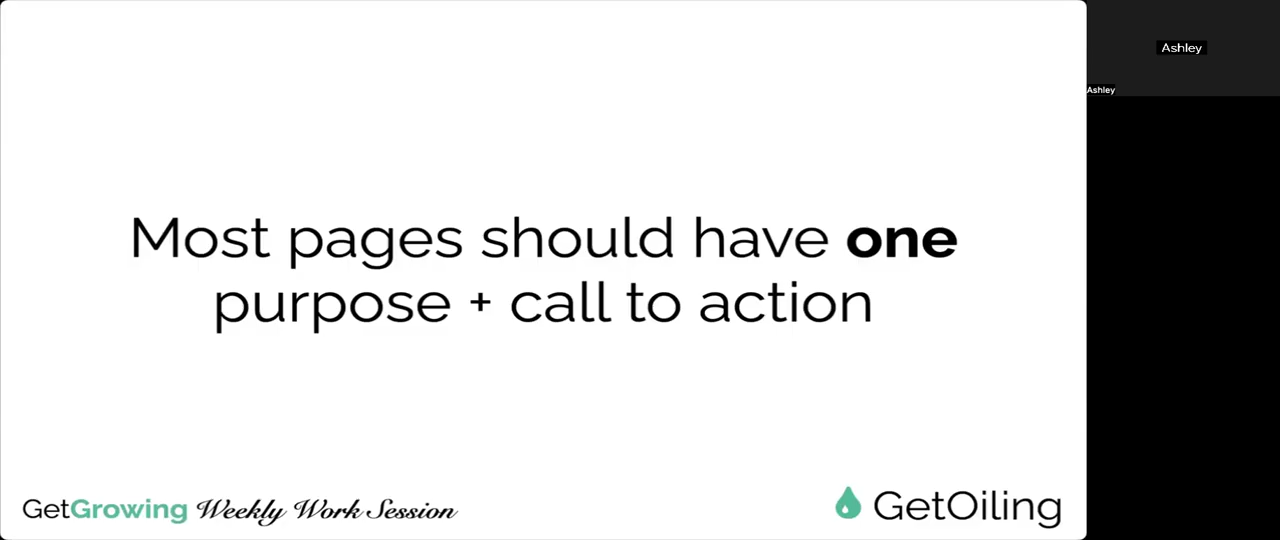 Most pages should have one
purpose + call to action
GetGrowing Weekly Work Session
GetOiling
Ashley
Ashley